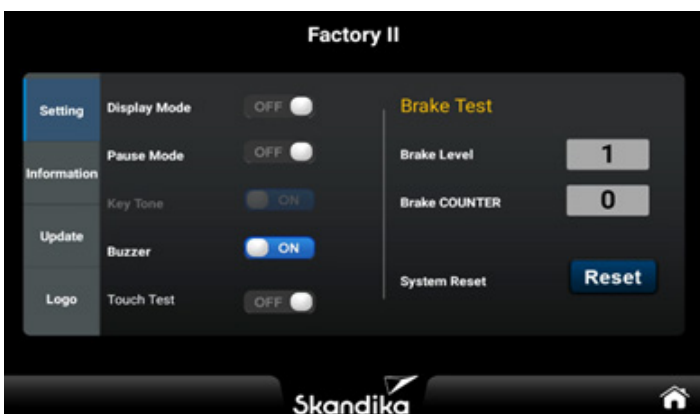 Factory II
Setting
Information
Update
Logo
Display Mode OFF
Pause Mode OFF
Key Tone ON
Buzzer ON
Touch Test OFF
Brake Test
Brake Level 1
Brake COUNTER 0
System Reset Reset
Skandika